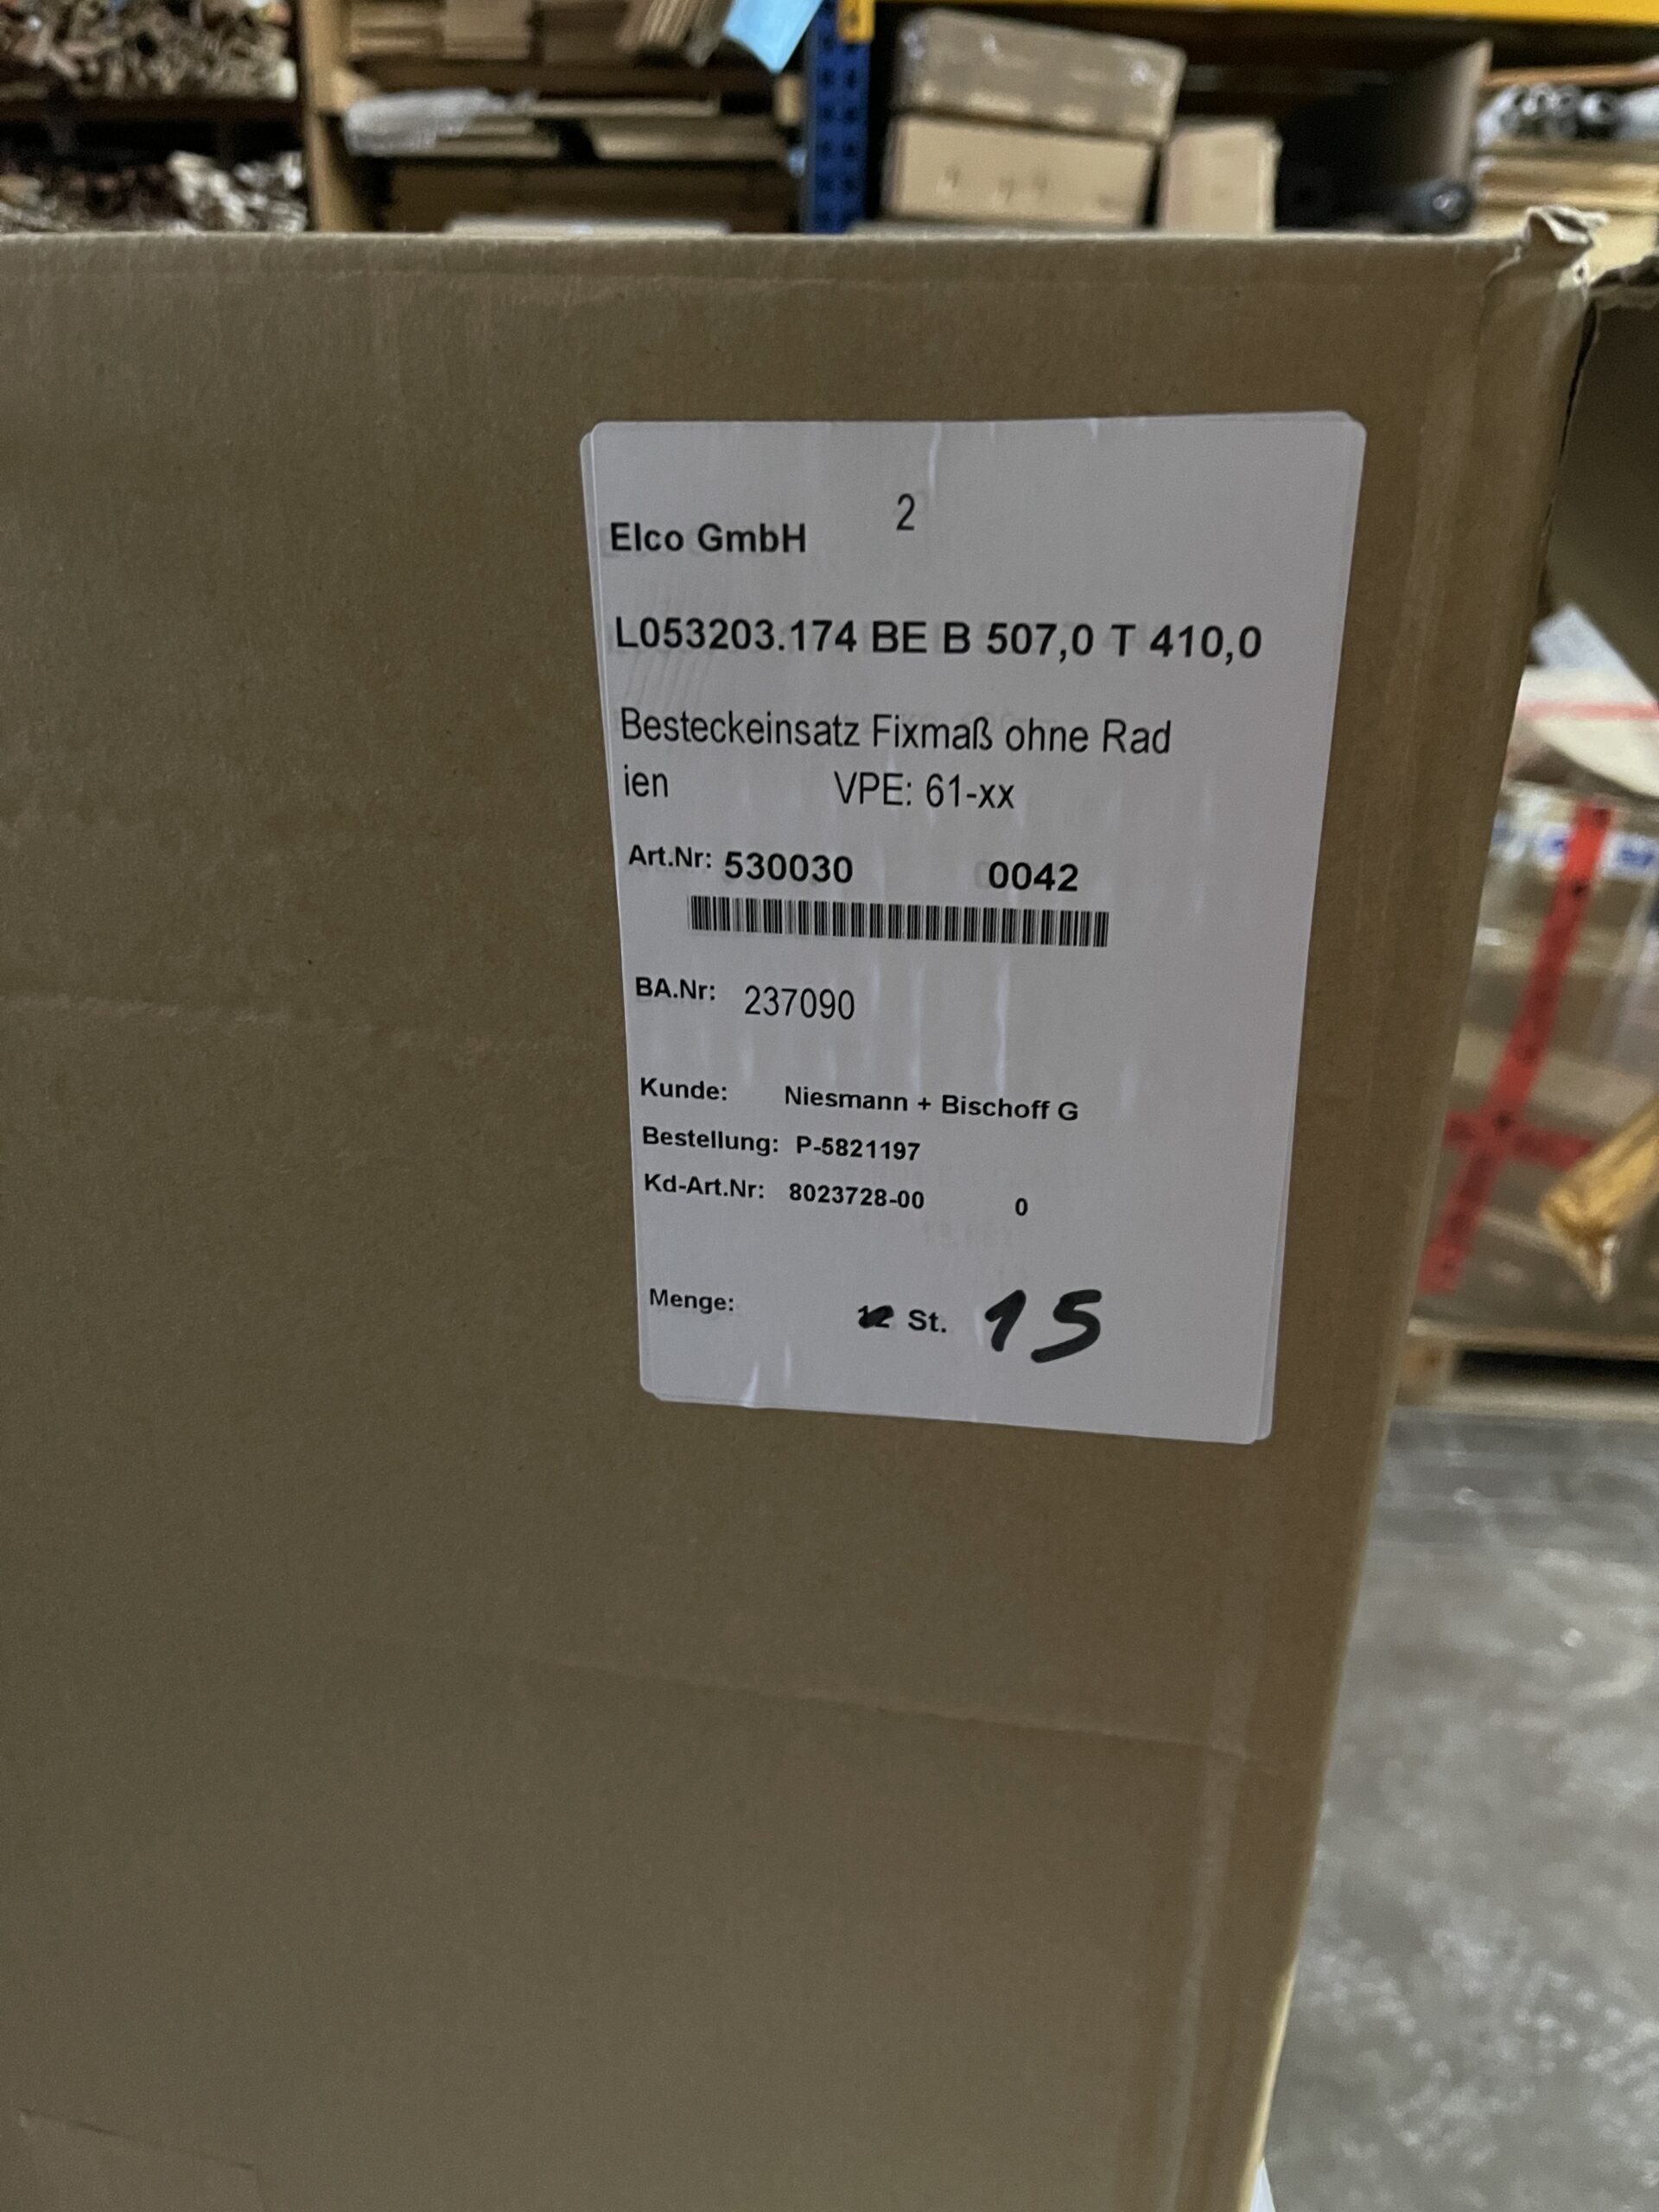 2
Elco GmbH
L053203.174 BE B 507,0 T 410,0
Besteckeinsatz Fixmaß ohne Rad
ien VPE: 61-xx
Art.Nr: 530030 0042
BA.Nr: 237090
Kunde: Niesmann + Bischoff G
Bestellung: P-5821197
Kd-Art.Nr: 8023728-00 0
Menge: 12 St. 15